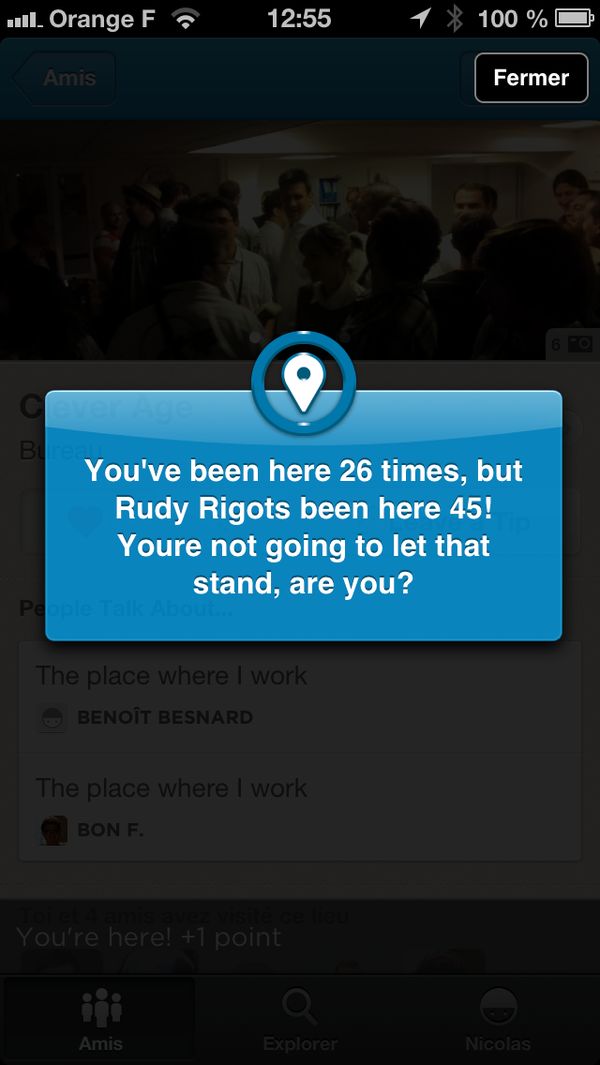 Orange F 12:55 100 %
Amis
Fermer
6
Clever Age
Bureau
You've been here 26 times, but
Rudy Rigots been here 45!
Youre not going to let that
stand, are you?
Tip
People Talk About...
The place where I work
BENOÎT BESNARD
The place where I work
BON F.
Toi et 4 amis avez visité ce lieu
You're here! +1 point
Amis Explorer Nicolas